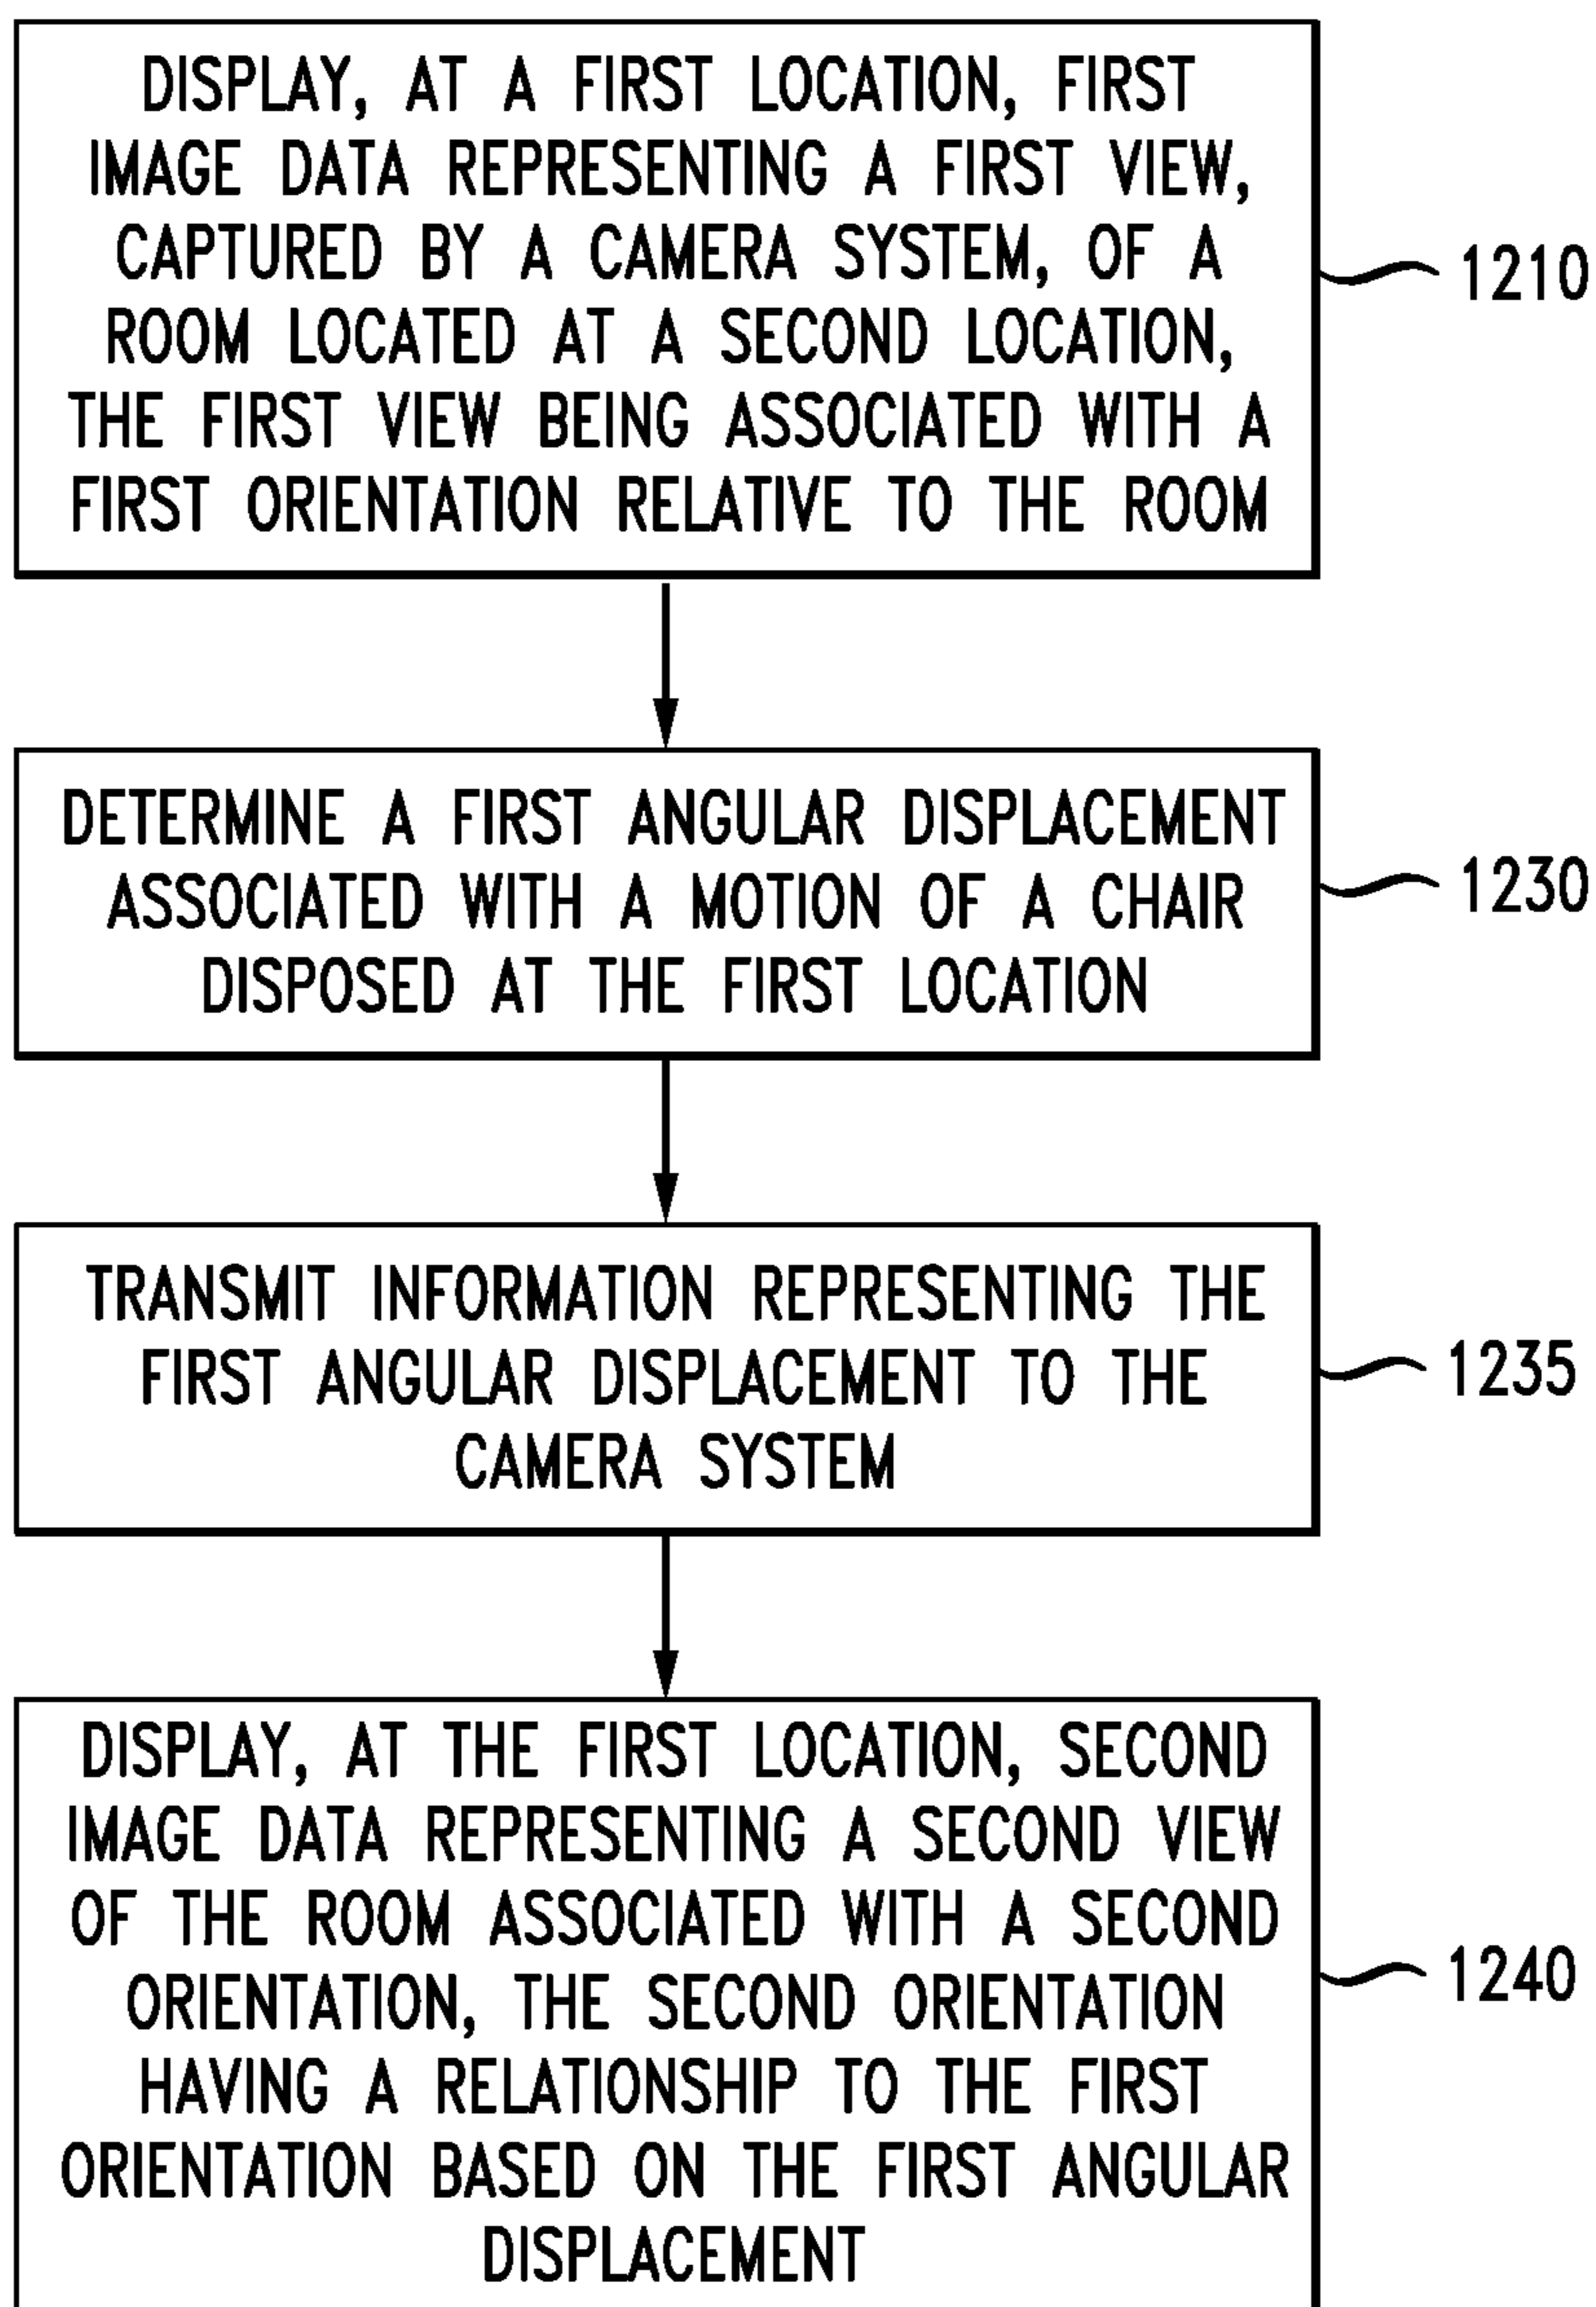 DISPLAY, AT A FIRST LOCATION, FIRST
IMAGE DATA REPRESENTING A FIRST VIEW,
CAPTURED BY A CAMERA SYSTEM, OF A
ROOM LOCATED AT A SECOND LOCATION,
THE FIRST VIEW BEING ASSOCIATED WITH A
FIRST ORIENTATION RELATIVE TO THE ROOM
1210
DETERMINE A FIRST ANGULAR DISPLACEMENT
ASSOCIATED WITH A MOTION OF A CHAIR
DISPOSED AT THE FIRST LOCATION
1230
TRANSMIT INFORMATION REPRESENTING THE
FIRST ANGULAR DISPLACEMENT TO THE
CAMERA SYSTEM
1235
DISPLAY, AT THE FIRST LOCATION, SECOND
IMAGE DATA REPRESENTING A SECOND VIEW
OF THE ROOM ASSOCIATED WITH A SECOND
ORIENTATION, THE SECOND ORIENTATION
HAVING A RELATIONSHIP TO THE FIRST
ORIENTATION BASED ON THE FIRST ANGULAR
DISPLACEMENT
1240